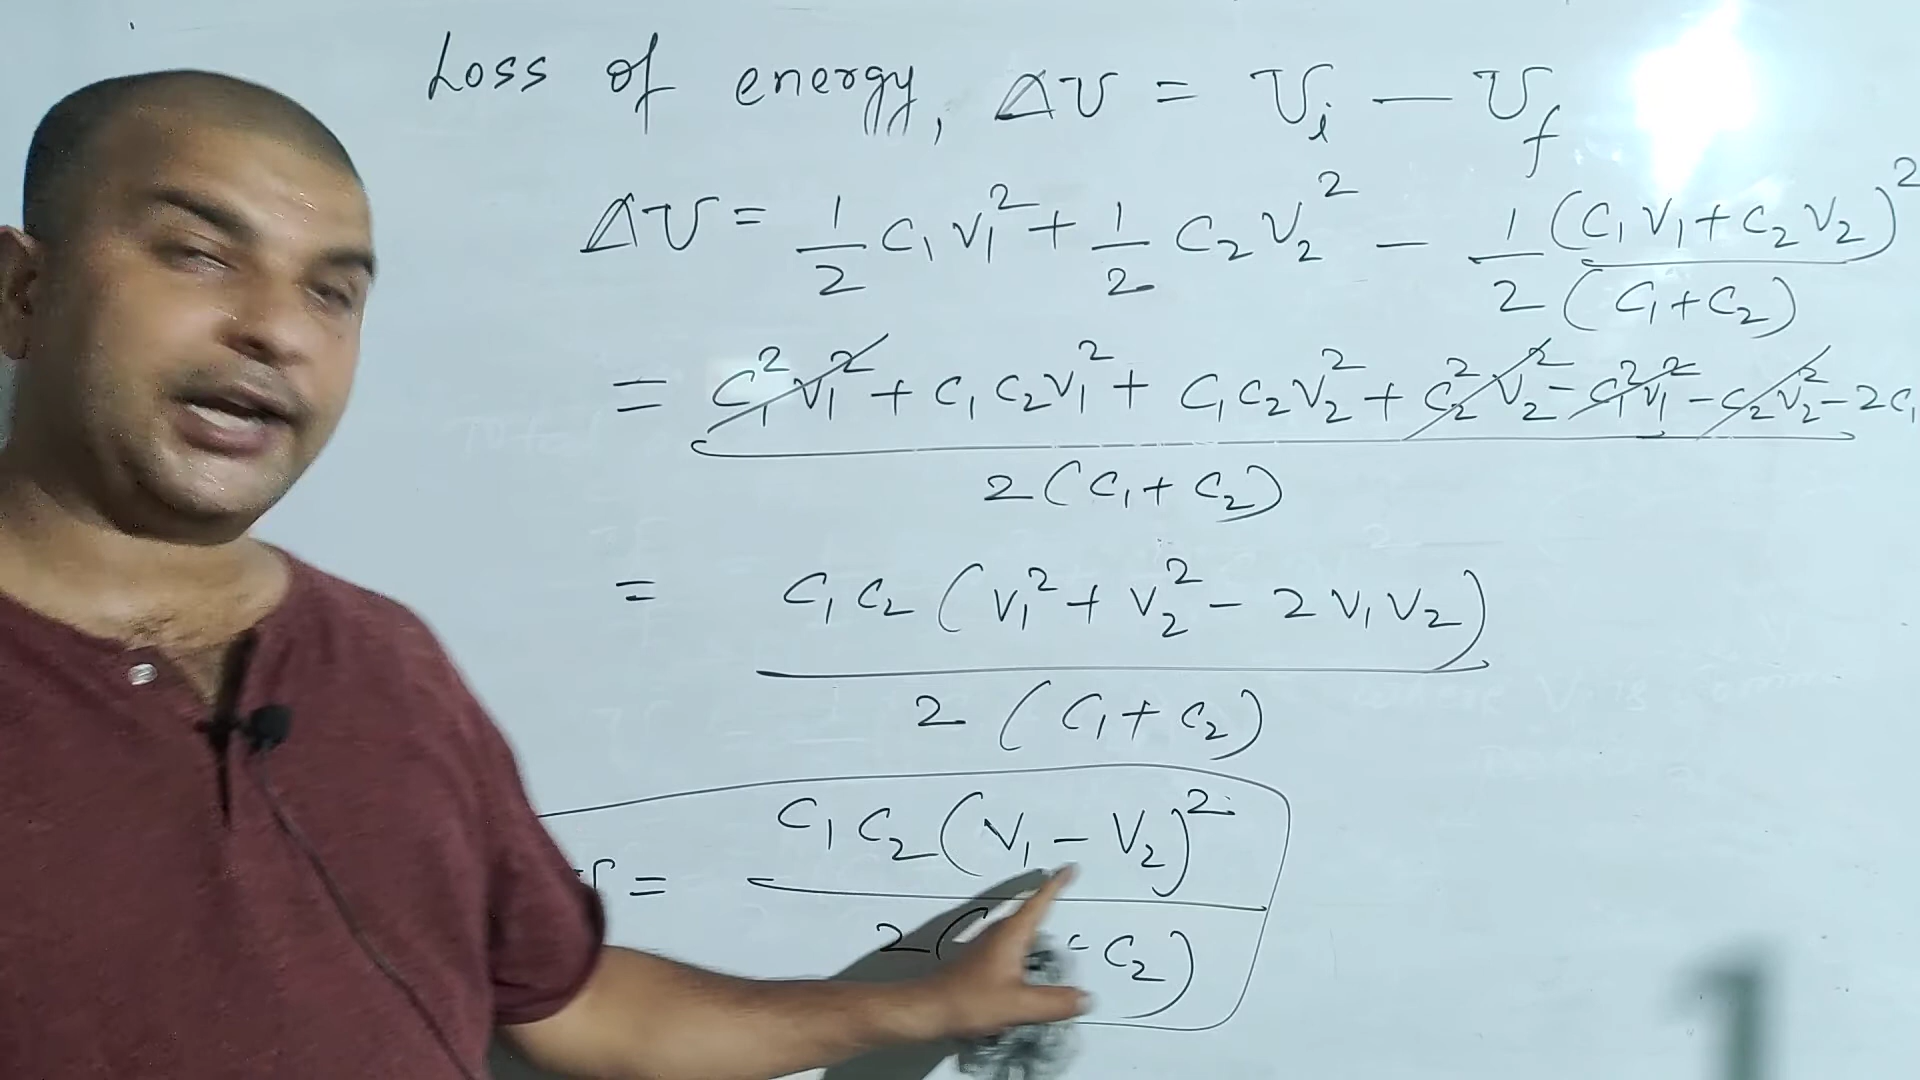 Loss of energy, ΔU = Uᵢ — U_f
ΔU = 1/2 C₁V₁² + 1/2 C₂V₂² — 1/2 (C₁V₁ + C₂V₂)²/(C₁ + C₂)
= C₁²V₁² + C₁C₂V₁² + C₁C₂V₂² + C₂²V₂² – C₁²V₁² – C₂²V₂² – 2C₁
2(C₁ + C₂)
= C₁C₂(V₁² + V₂² – 2V₁V₂)
2(C₁ + C₂)
U = C₁C₂(V₁ – V₂)²
2( C₂)